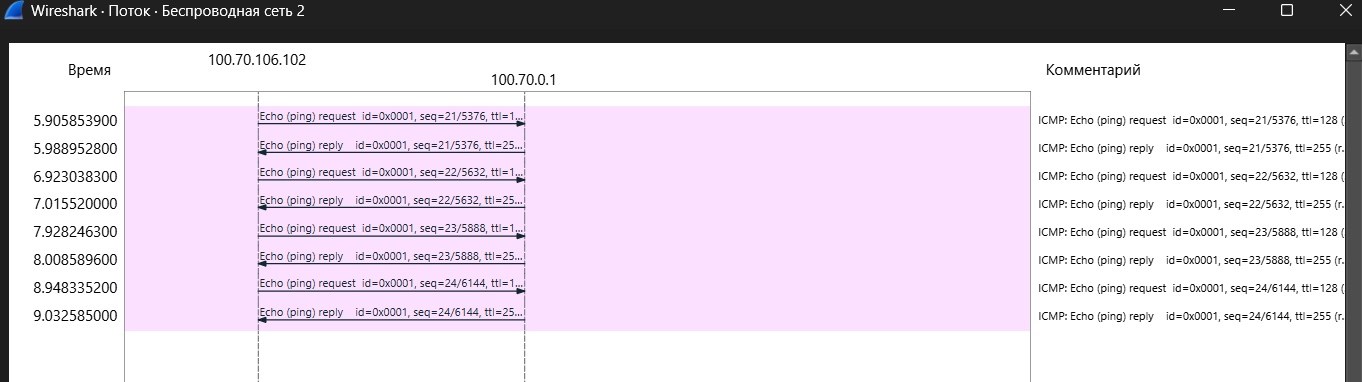 Wireshark · Поток · Беспроводная сеть 2
Время
100.70.106.102
100.70.0.1
Комментарий
5.905853900 Echo (ping) request id=0x0001, seq=21/5376, ttl=1... ICMP: Echo (ping) request id=0x0001, seq=21/5376, ttl=128 (
5.988952800 Echo (ping) reply id=0x0001, seq=21/5376, ttl=25... ICMP: Echo (ping) reply id=0x0001, seq=21/5376, ttl=255 (r.
6.923038300 Echo (ping) request id=0x0001, seq=22/5632, ttl=1... ICMP: Echo (ping) request id=0x0001, seq=22/5632, ttl=128 (
7.015520000 Echo (ping) reply id=0x0001, seq=22/5632, ttl=25... ICMP: Echo (ping) reply id=0x0001, seq=22/5632, ttl=255 (r.
7.928246300 Echo (ping) request id=0x0001, seq=23/5888, ttl=1... ICMP: Echo (ping) request id=0x0001, seq=23/5888, ttl=128 (
8.008589600 Echo (ping) reply id=0x0001, seq=23/5888, ttl=25... ICMP: Echo (ping) reply id=0x0001, seq=23/5888, ttl=255 (r.
8.948335200 Echo (ping) request id=0x0001, seq=24/6144, ttl=1... ICMP: Echo (ping) request id=0x0001, seq=24/6144, ttl=128 (
9.032585000 Echo (ping) reply id=0x0001, seq=24/6144, ttl=25... ICMP: Echo (ping) reply id=0x0001, seq=24/6144, ttl=255 (r.